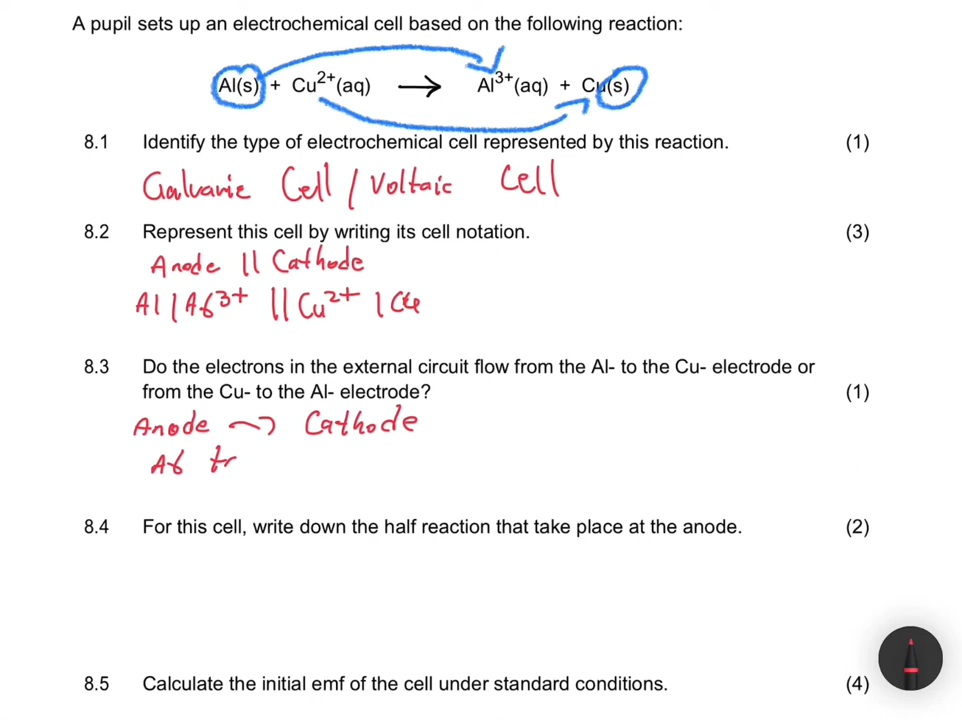 A pupil sets up an electrochemical cell based on the following reaction:
Al(s) + Cu²⁺(aq) → Al³⁺(aq) + Cu(s)
8.1 Identify the type of electrochemical cell represented by this reaction. (1)
Galvanic Cell / Voltaic Cell
8.2 Represent this cell by writing its cell notation. (3)
Anode || Cathode
Al | Al³⁺ || Cu²⁺ | Cu
8.3 Do the electrons in the external circuit flow from the Al- to the Cu- electrode or
from the Cu- to the Al- electrode? (1)
Anode → Cathode
Al
8.4 For this cell, write down the half reaction that take place at the anode. (2)
8.5 Calculate the initial emf of the cell under standard conditions. (4)